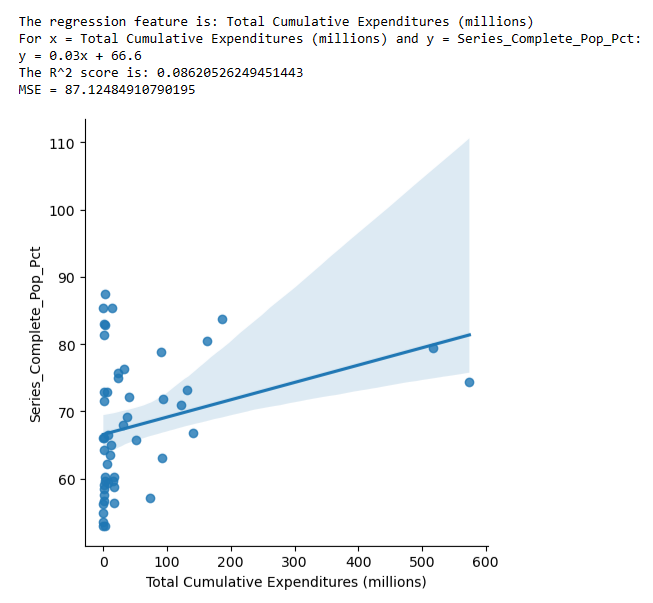 The regression feature is: Total Cumulative Expenditures (millions)
For x = Total Cumulative Expenditures (millions) and y = Series_Complete_Pop_Pct:
y = 0.03x + 66.6
The R^2 score is: 0.08620526249451443
MSE = 87.12484910790195
110
100
90
80
70
60
Series_Complete_Pop_Pct
0 100 200 300 400 500 600
Total Cumulative Expenditures (millions)